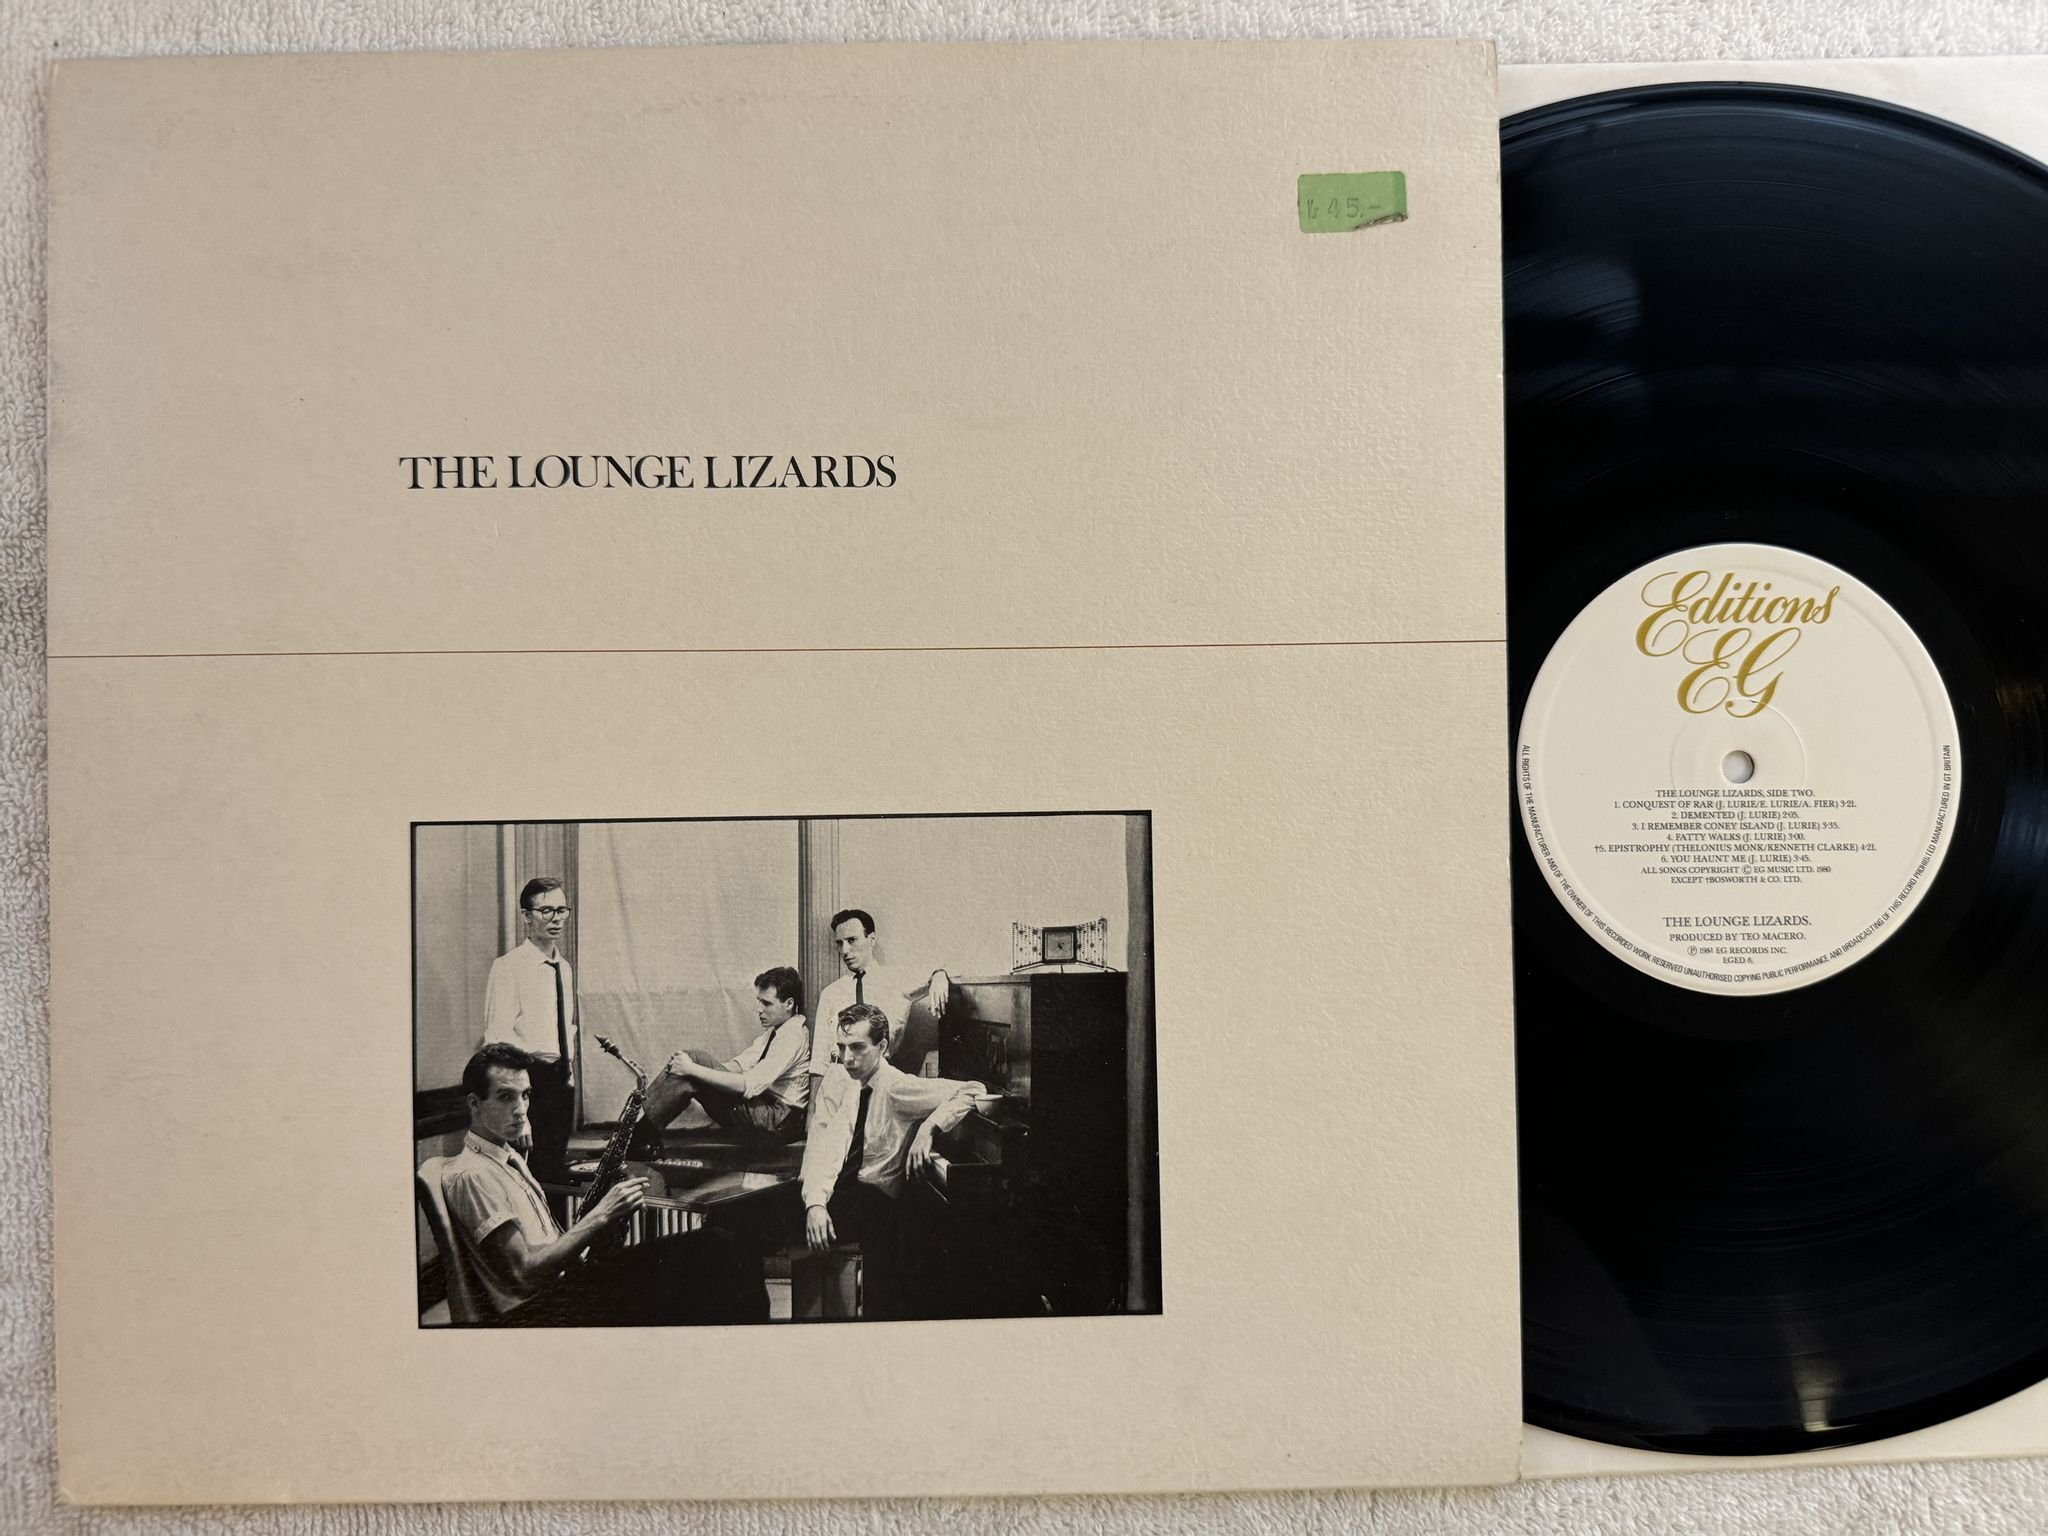 kr 45,-
THE LOUNGE LIZARDS
Editions
EG
THE LOUNGE LIZARDS, SIDE TWO.
1. CONQUEST OF RAR (J. LURIE/E. LURIE/A. FIER) 3·21.
2. DEMENTED (J. LURIE) 2·05.
3. I REMEMBER CONEY ISLAND (J. LURIE) 3·35.
4. FATTY WALKS (J. LURIE) 3·00.
†5. EPISTROPHY (THELONIUS MONK/KENNETH CLARKE) 4·21.
6. YOU HAUNT ME (J. LURIE) 3·45.
ALL SONGS COPYRIGHT © EG MUSIC LTD. 1980
EXCEPT †BOSWORTH & CO. LTD.
THE LOUNGE LIZARDS.
PRODUCED BY TEO MACERO.
℗ 1981 EG RECORDS INC.
EGED 8.
ALL RIGHTS OF THE MANUFACTURER AND OF THE OWNER OF THIS RECORDED WORK RESERVED UNAUTHORISED COPYING PUBLIC PERFORMANCE AND BROADCASTING OF THIS RECORD PROHIBITED MANUFACTURED IN GT. BRITAIN